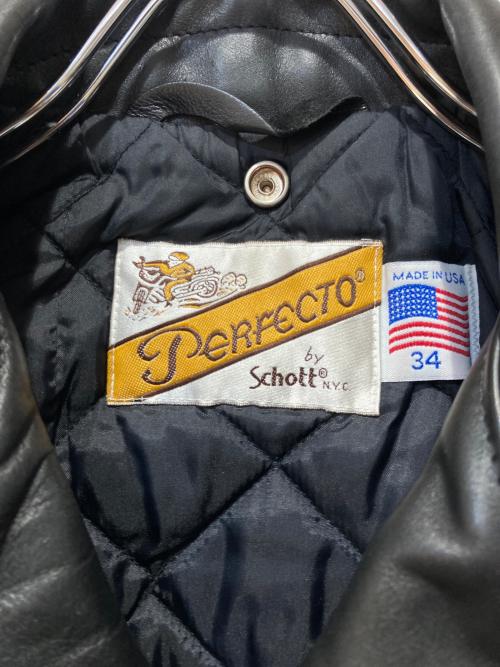 PERFECTO®
by
Schott®
N.Y.C.
MADE IN USA
34